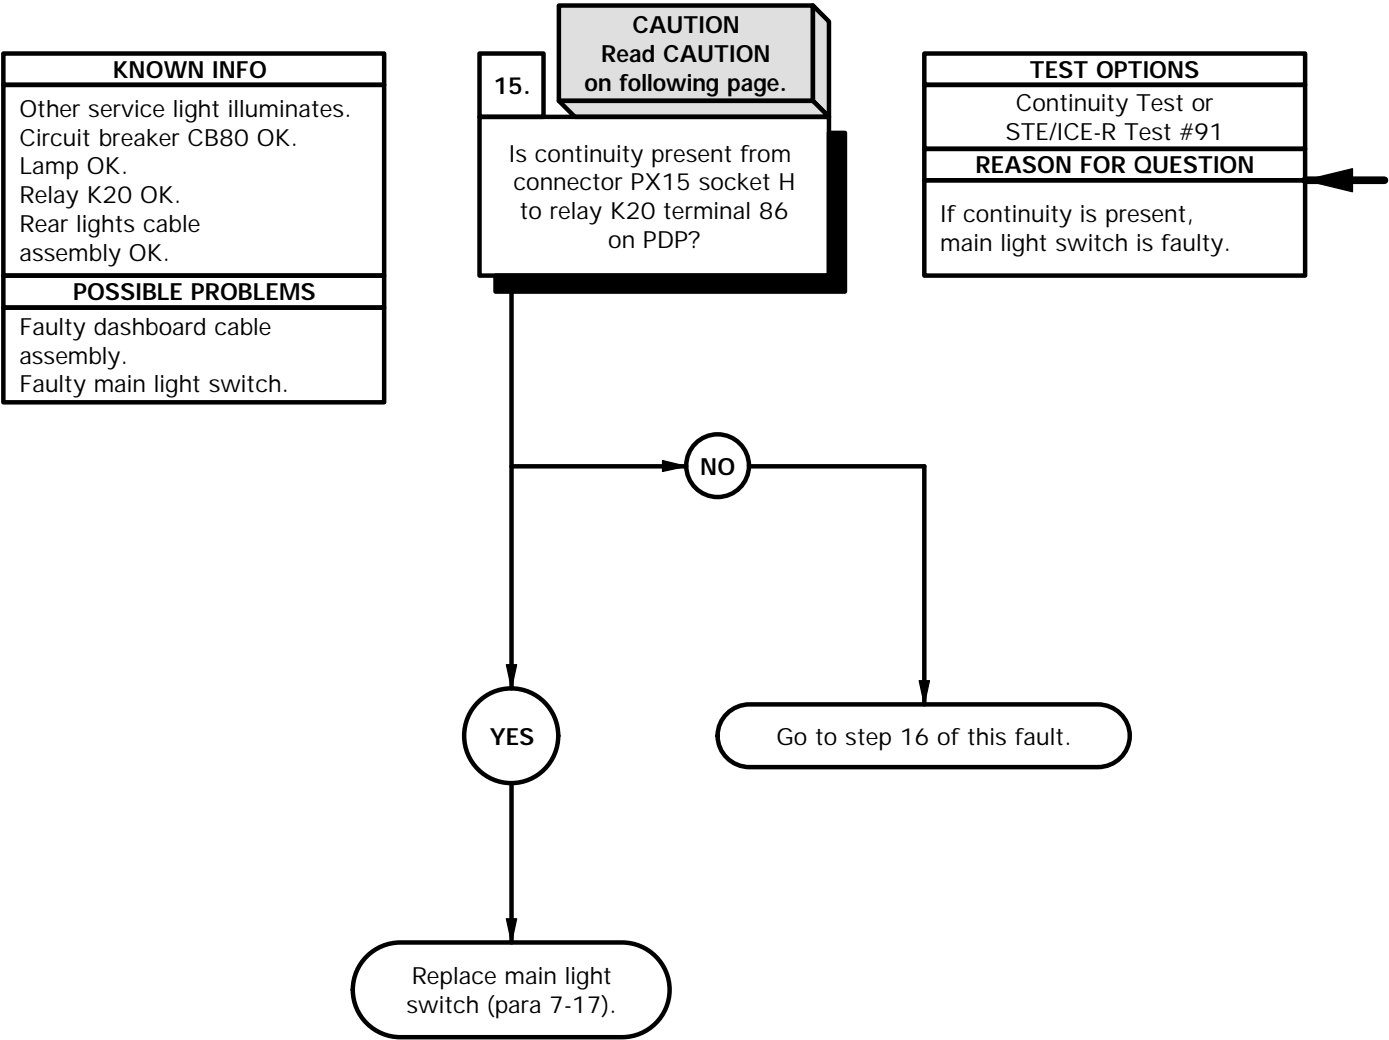 KNOWN INFO
Other service light illuminates.
Circuit breaker CB80 OK.
Lamp OK.
Relay K20 OK.
Rear lights cable
assembly OK.
POSSIBLE PROBLEMS
Faulty dashboard cable
assembly.
Faulty main light switch.
CAUTION
Read CAUTION
on following page.
15.
Is continuity present from
connector PX15 socket H
to relay K20 terminal 86
on PDP?
TEST OPTIONS
Continuity Test or
STE/ICE-R Test #91
REASON FOR QUESTION
If continuity is present,
main light switch is faulty.
NO
YES
Go to step 16 of this fault.
Replace main light
switch (para 7-17).